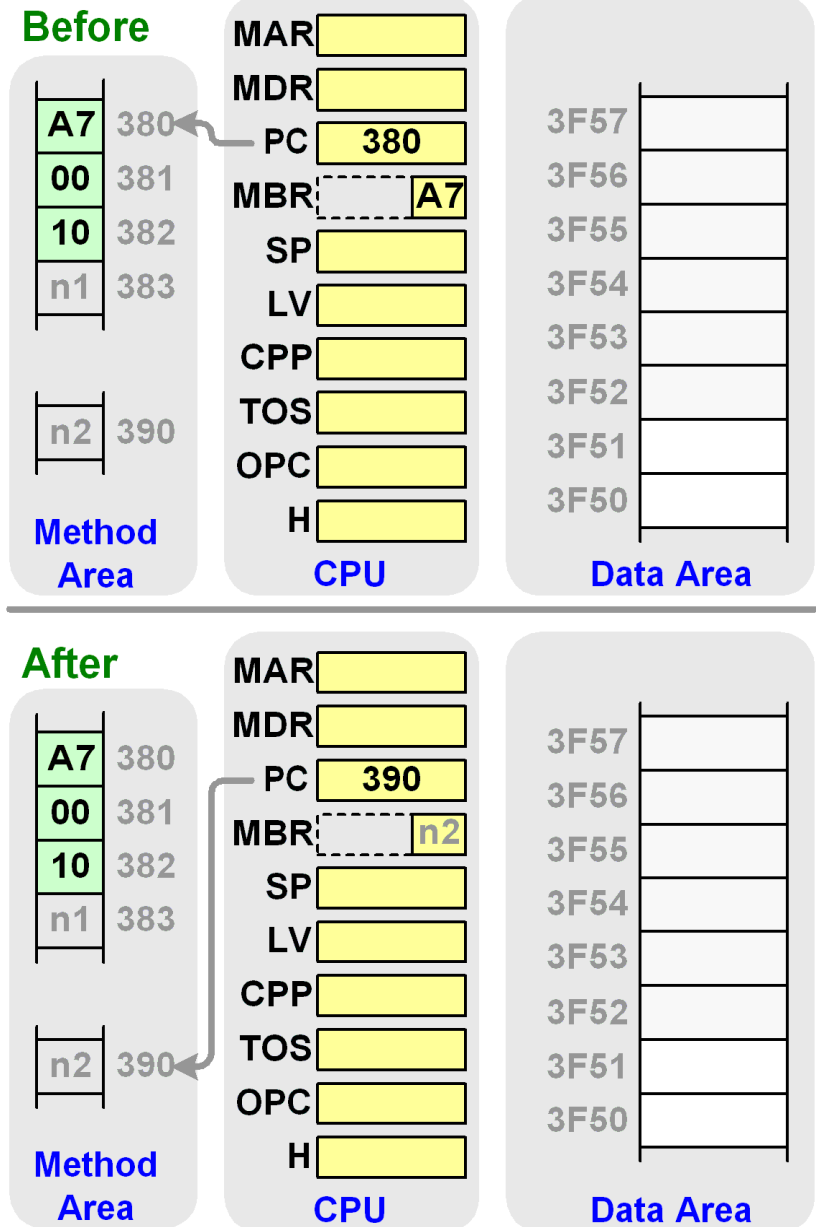 Before
A7 380
00 381
10 382
n1 383
n2 390
Method
Area
MAR
MDR
PC 380
MBR A7
SP
LV
CPP
TOS
OPC
H
CPU
3F57
3F56
3F55
3F54
3F53
3F52
3F51
3F50
Data Area
After
A7 380
00 381
10 382
n1 383
n2 390
Method
Area
MAR
MDR
PC 390
MBR n2
SP
LV
CPP
TOS
OPC
H
CPU
3F57
3F56
3F55
3F54
3F53
3F52
3F51
3F50
Data Area